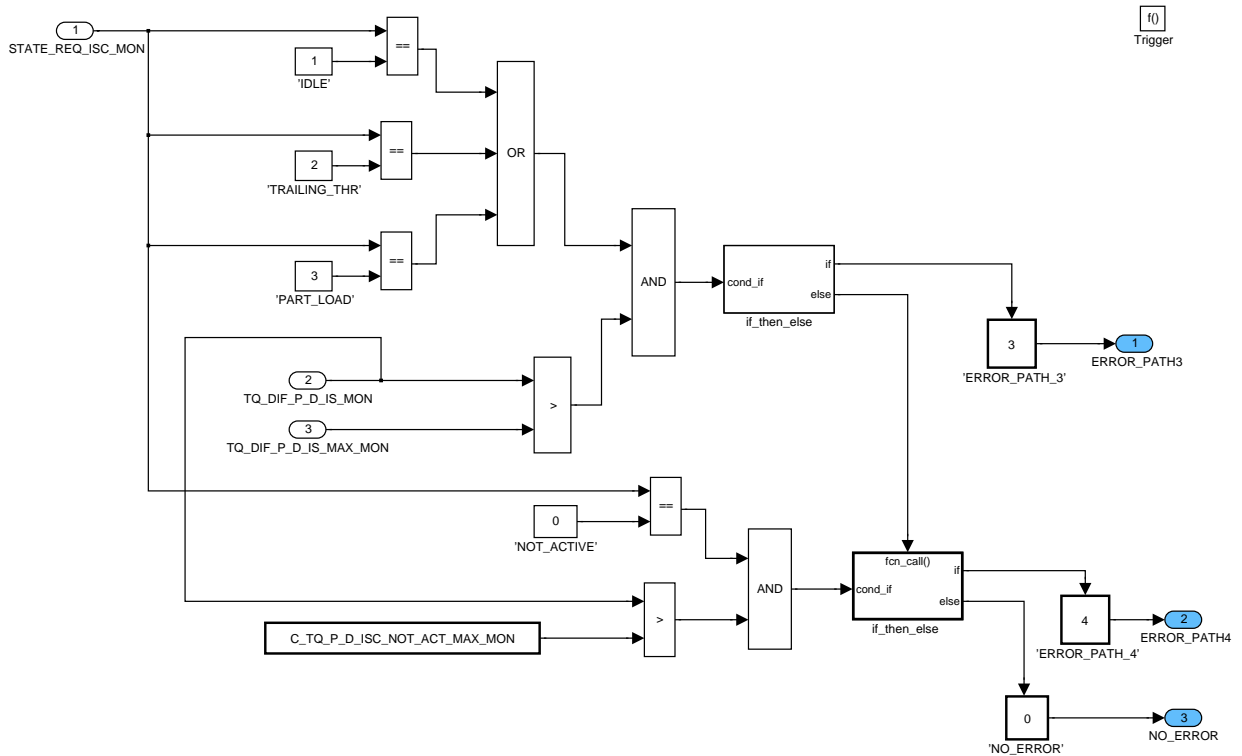 1
STATE_REQ_ISC_MON
f()
Trigger
==
1
'IDLE'
OR
==
2
'TRAILING_THR'
==
3
'PART_LOAD'
AND
cond_if
if
else
if_then_else
3
'ERROR_PATH_3'
1
ERROR_PATH3
2
TQ_DIF_P_D_IS_MON
>
3
TQ_DIF_P_D_IS_MAX_MON
==
0
'NOT_ACTIVE'
AND
fcn_call()
cond_if
if
else
if_then_else
C_TQ_P_D_ISC_NOT_ACT_MAX_MON
>
4
'ERROR_PATH_4'
2
ERROR_PATH4
0
'NO_ERROR'
3
NO_ERROR